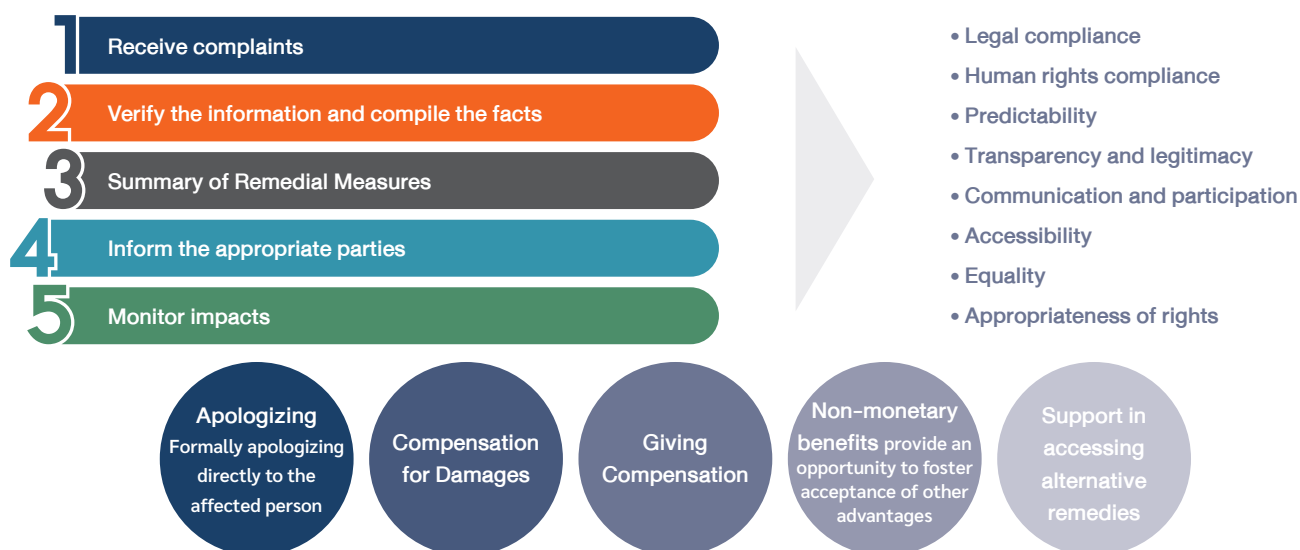 1 Receive complaints
2 Verify the information and compile the facts
3 Summary of Remedial Measures
4 Inform the appropriate parties
5 Monitor impacts
• Legal compliance
• Human rights compliance
• Predictability
• Transparency and legitimacy
• Communication and participation
• Accessibility
• Equality
• Appropriateness of rights
Apologizing
Formally apologizing
directly to the
affected person
Compensation
for Damages
Giving
Compensation
Non-monetary
benefits provide an
opportunity to foster
acceptance of other
advantages
Support in
accessing
alternative
remedies